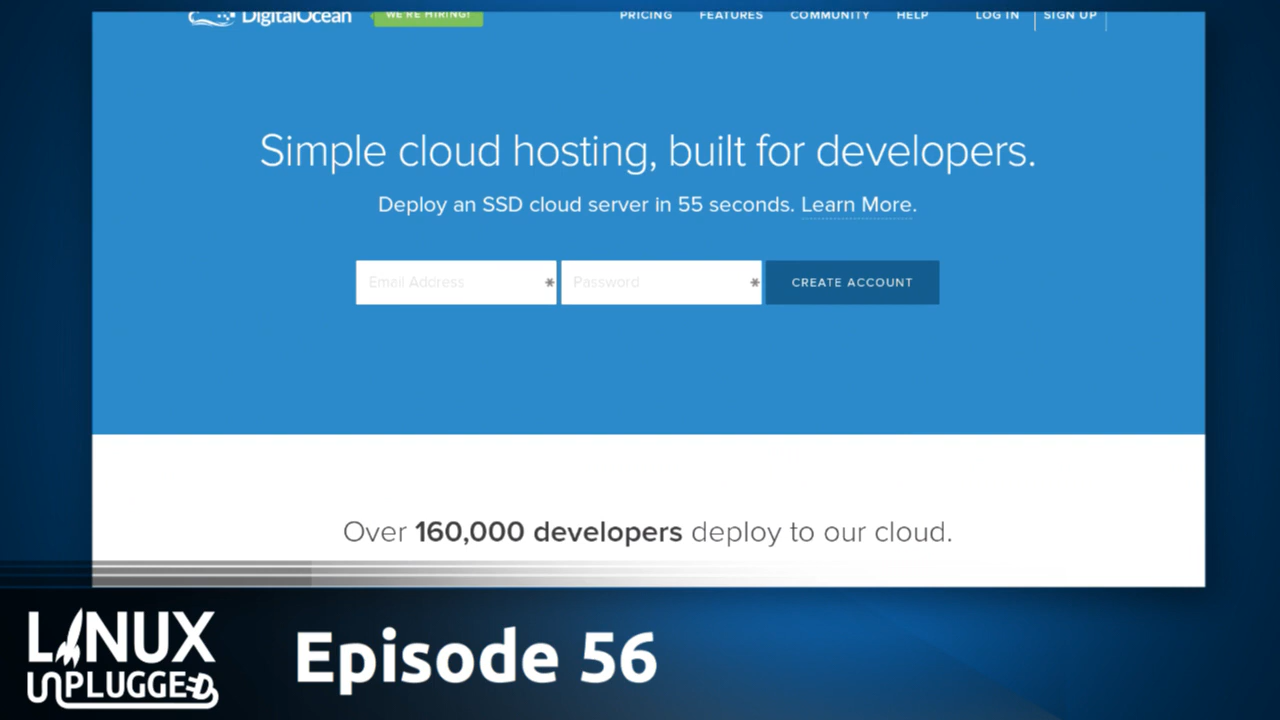 DigitalOcean WE'RE HIRING! PRICING FEATURES COMMUNITY HELP LOG IN SIGN UP
Simple cloud hosting, built for developers.
Deploy an SSD cloud server in 55 seconds. Learn More.
Email Address Password CREATE ACCOUNT
Over 160,000 developers deploy to our cloud.
LINUX
UNPLUGGED
Episode 56